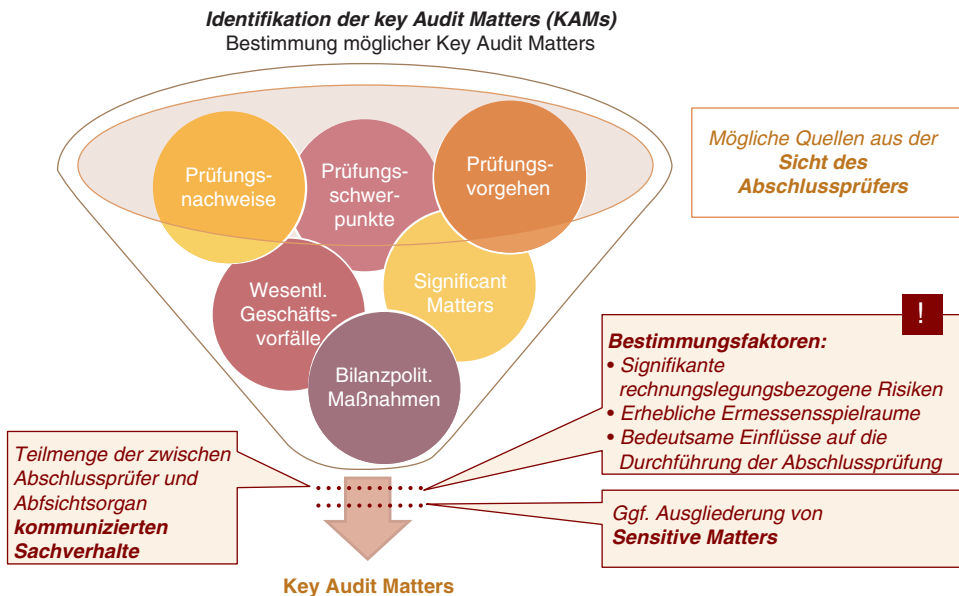 Identifikation der key Audit Matters (KAMs)
Bestimmung möglicher Key Audit Matters
Prüfungs-
nachweise
Prüfungs-
schwer-
punkte
Prüfungs-
vorgehen
Mögliche Quellen aus der
Sicht des
Abschlussprüfers
Wesentl.
Geschäfts-
vorfälle
Significant
Matters
Bilanzpolit.
Maßnahmen
!
Bestimmungsfaktoren:
• Signifikante
rechnungslegungsbezogene Risiken
• Erhebliche Ermessensspielraume
• Bedeutsame Einflüsse auf die
Durchführung der Abschlussprüfung
Teilmenge der zwischen
Abschlussprüfer und
Abfsichtsorgan
kommunizierten
Sachverhalte
Ggf. Ausgliederung von
Sensitive Matters
Key Audit Matters